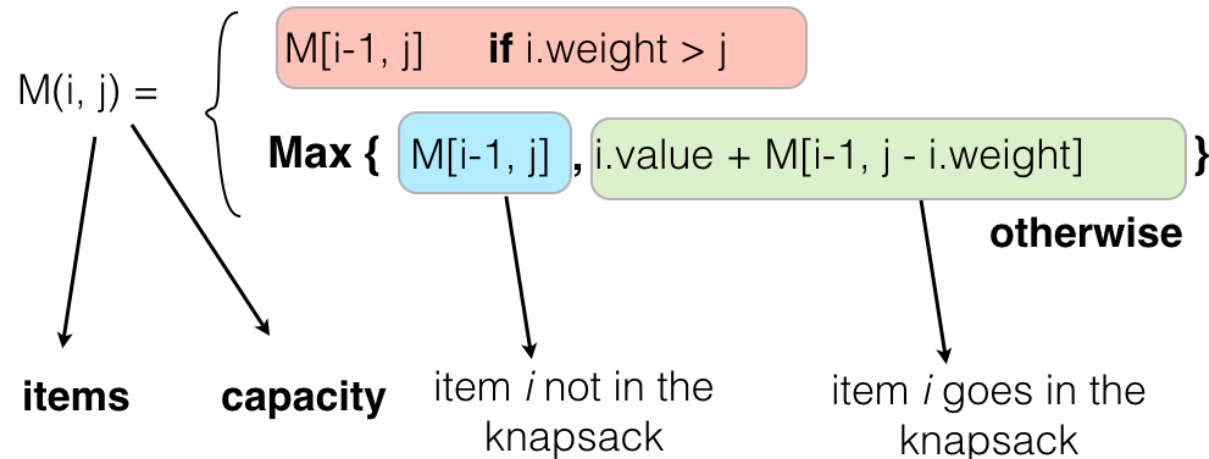 M[i-1, j] if i.weight > j
M(i, j) =
Max { M[i-1, j] , i.value + M[i-1, j - i.weight] }
otherwise
items
capacity
item i not in the
knapsack
item i goes in the
knapsack